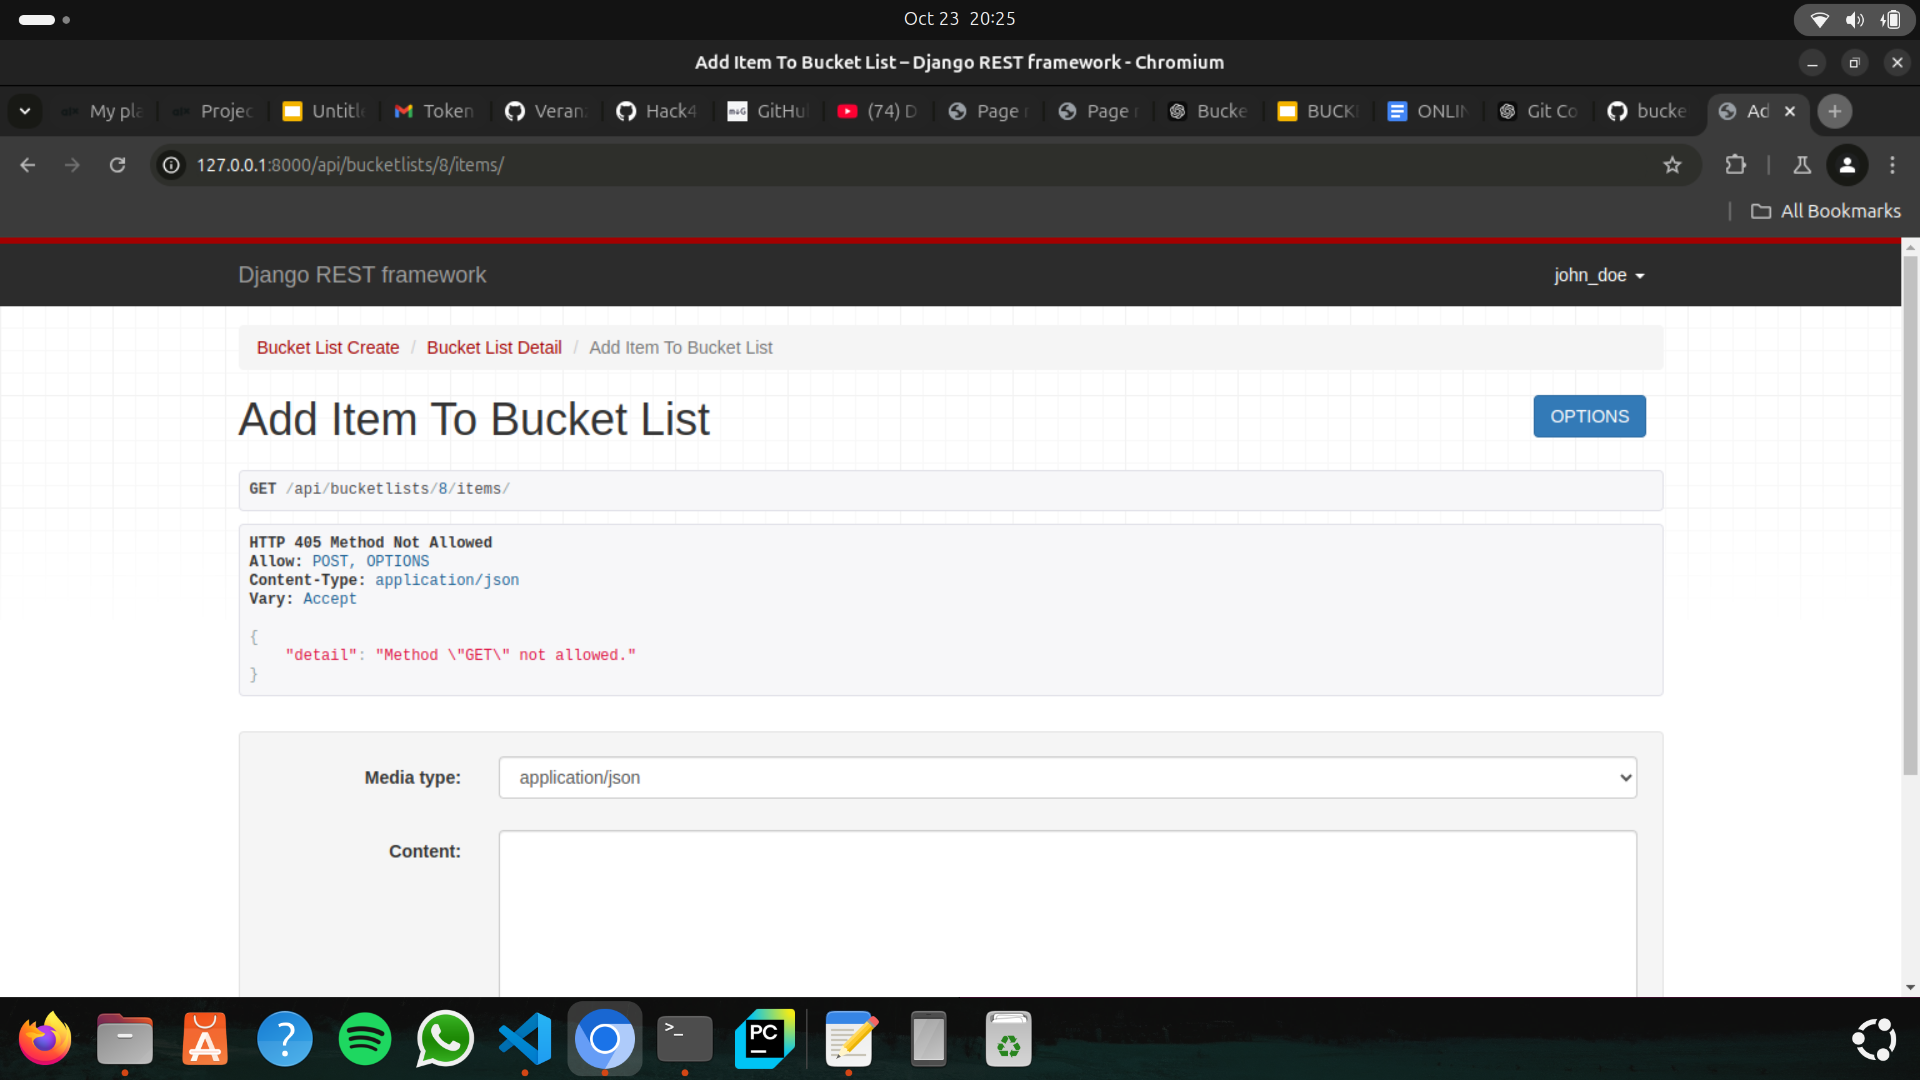 Oct 23 20:25
Add Item To Bucket List – Django REST framework - Chromium
My pla
Projec
Untitle
Token
Veran
Hack4
GitHu
(74) D
Page r
Page r
Bucke
BUCK
ONLIN
Git Co
bucke
Ad
127.0.0.1:8000/api/bucketlists/8/items/
All Bookmarks
Django REST framework
john_doe
Bucket List Create / Bucket List Detail / Add Item To Bucket List
Add Item To Bucket List
OPTIONS
GET /api/bucketlists/8/items/
HTTP 405 Method Not Allowed
Allow: POST, OPTIONS
Content-Type: application/json
Vary: Accept
{
"detail": "Method \"GET\" not allowed."
}
Media type:
application/json
Content:
>_
PC